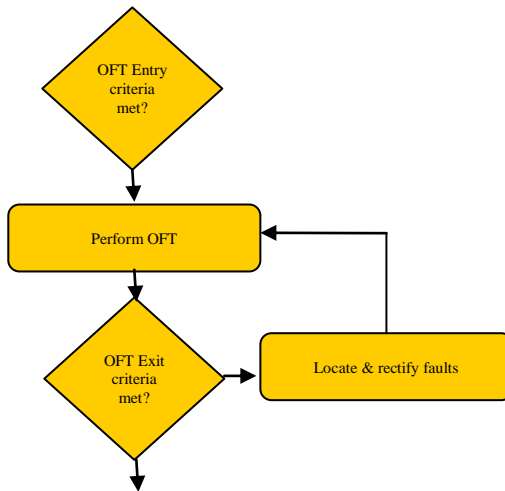 OFT Entry
criteria
met?
Perform OFT
OFT Exit
criteria
met?
Locate & rectify faults